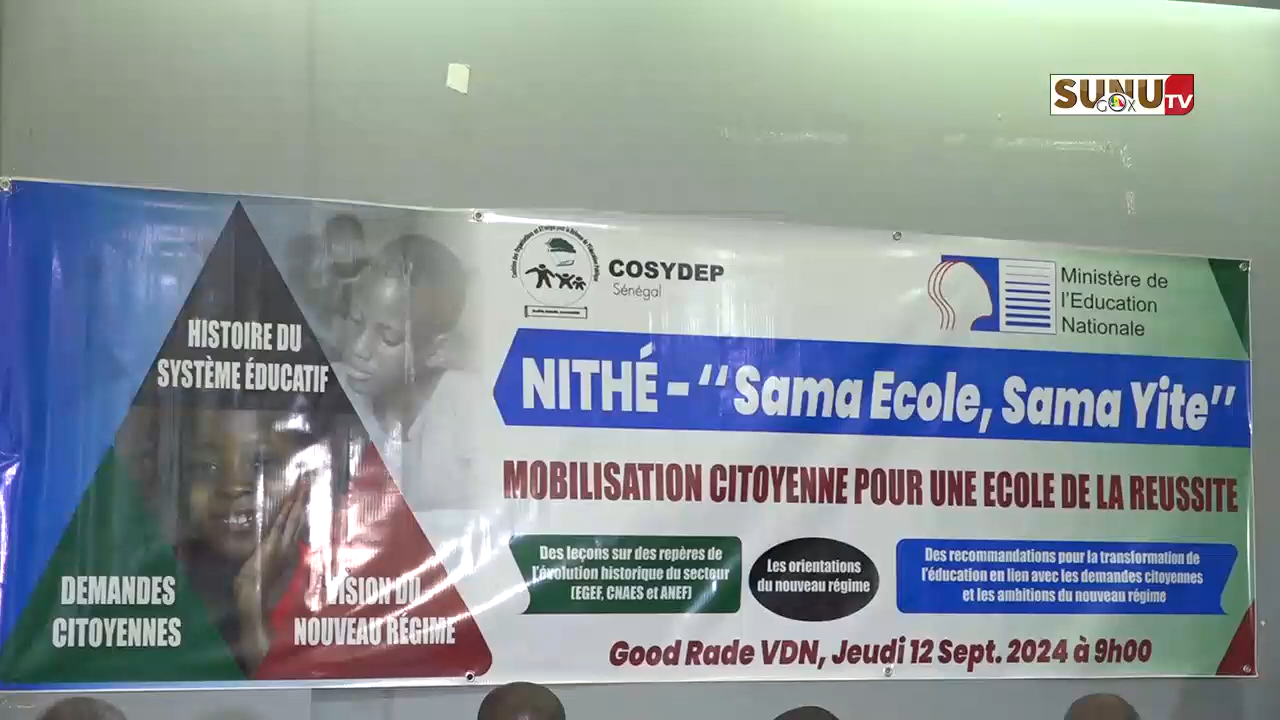 SUNU
GOX
TV
HISTOIRE DU
SYSTÈME ÉDUCATIF
DEMANDES
CITOYENNES
VISION DU
NOUVEAU RÉGIME
COSYDEP
Sénégal
Ministère de
l'Education
Nationale
NITHÉ - “Sama Ecole, Sama Yite”
MOBILISATION CITOYENNE POUR UNE ECOLE DE LA REUSSITE
Des leçons sur des repères de
l'évolution historique du secteur
(EGEF, CNAES et ANEF)
Les orientations
du nouveau régime
Des recommandations pour la transformation de
l'éducation en lien avec les demandes citoyennes
et les ambitions du nouveau régime
Good Rade VDN, Jeudi 12 Sept. 2024 à 9h00